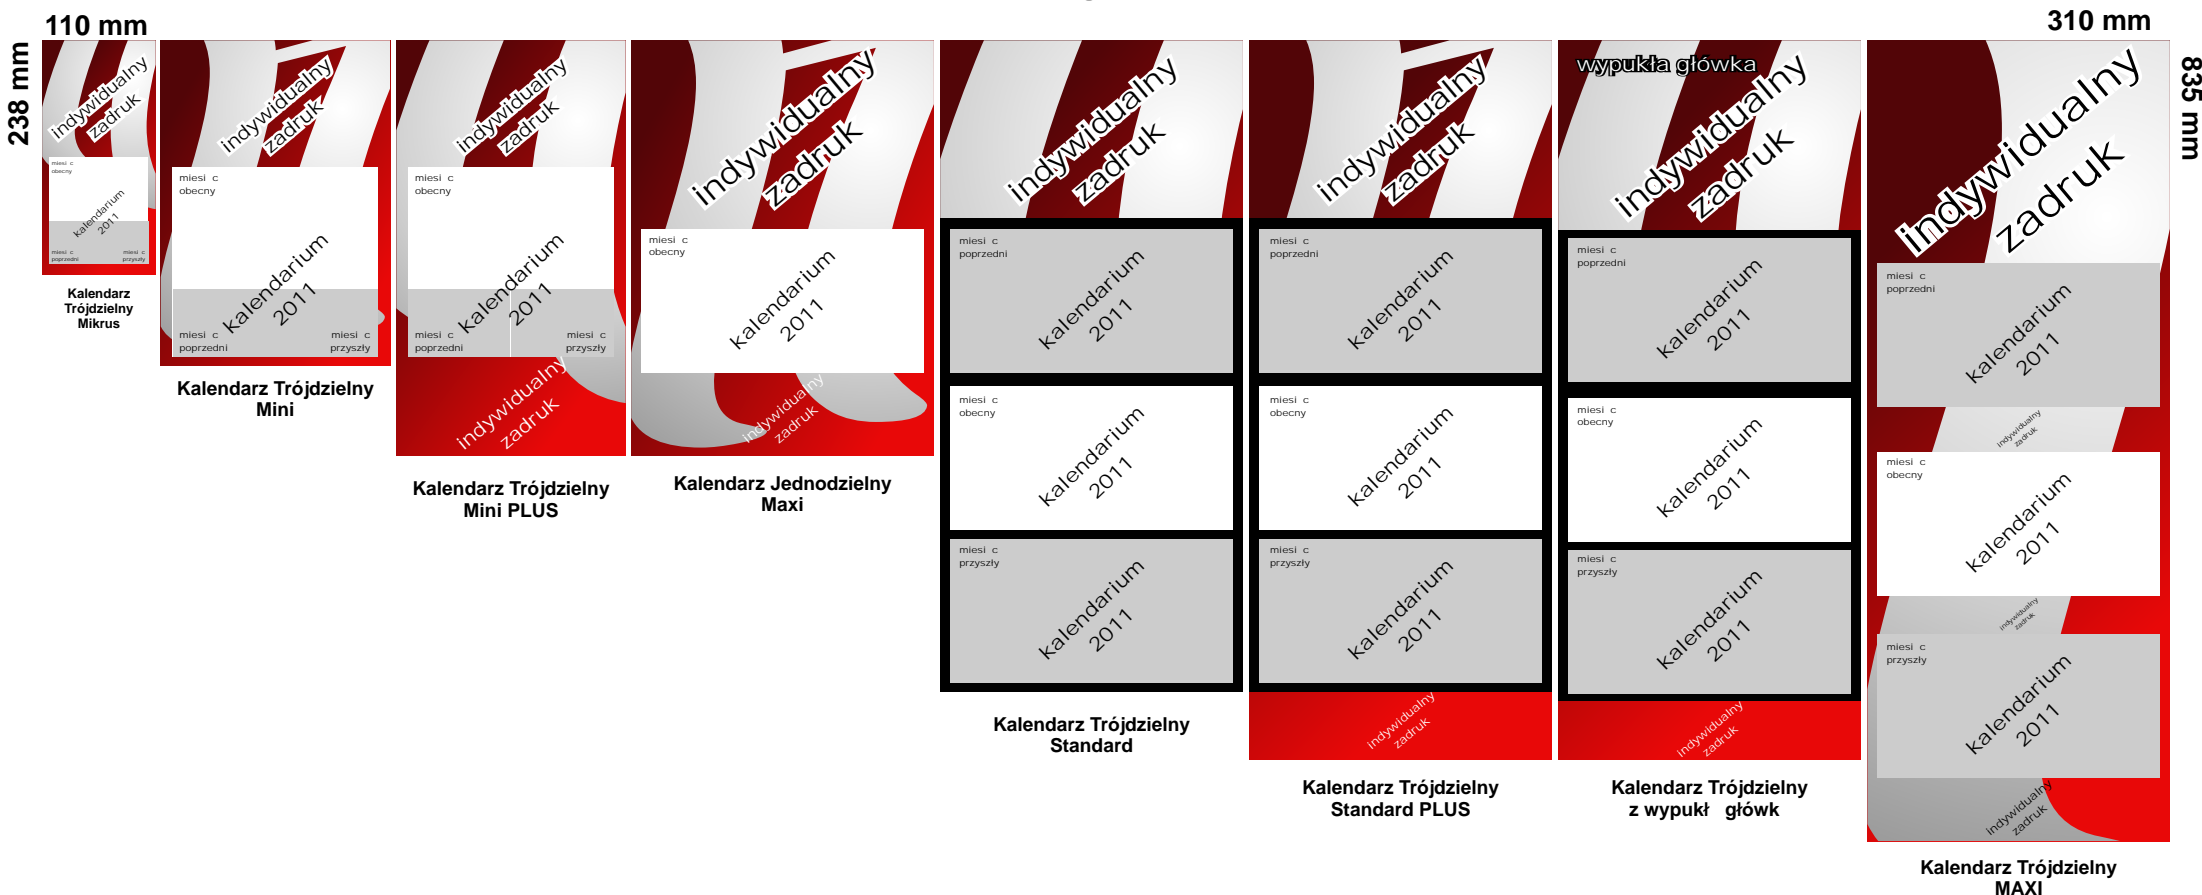 110 mm
238 mm
indywidualny
zadruk
miesi c
obecny
kalendarium
2011
miesi c
poprzedni
miesi c
przyszły
Kalendarz
Trójdzielny
Mikrus
indywidualny
zadruk
miesi c
obecny
kalendarium
2011
miesi c
poprzedni
miesi c
przyszły
Kalendarz Trójdzielny
Mini
indywidualny
zadruk
miesi c
obecny
kalendarium
2011
miesi c
poprzedni
miesi c
przyszły
indywidualny
zadruk
Kalendarz Trójdzielny
Mini PLUS
indywidualny
zadruk
miesi c
obecny
kalendarium
2011
indywidualny
zadruk
Kalendarz Jednodzielny
Maxi
indywidualny
zadruk
miesi c
poprzedni
kalendarium
2011
miesi c
obecny
kalendarium
2011
miesi c
przyszły
kalendarium
2011
Kalendarz Trójdzielny
Standard
indywidualny
zadruk
miesi c
poprzedni
kalendarium
2011
miesi c
obecny
kalendarium
2011
miesi c
przyszły
kalendarium
2011
indywidualny
zadruk
Kalendarz Trójdzielny
Standard PLUS
wypukła główka
indywidualny
zadruk
miesi c
poprzedni
kalendarium
2011
miesi c
obecny
kalendarium
2011
miesi c
przyszły
kalendarium
2011
indywidualny
zadruk
Kalendarz Trójdzielny
z wypukł główk
310 mm
835 mm
indywidualny
zadruk
miesi c
poprzedni
kalendarium
2011
indywidualny
zadruk
miesi c
obecny
kalendarium
2011
indywidualny
zadruk
miesi c
przyszły
kalendarium
2011
indywidualny
zadruk
Kalendarz Trójdzielny
MAXI